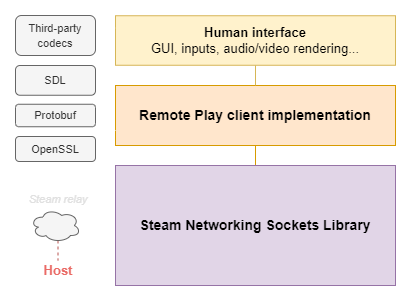 Third-party
codecs
SDL
Protobuf
OpenSSL
Steam relay
Host
Human interface
GUI, inputs, audio/video rendering...
Remote Play client implementation
Steam Networking Sockets Library